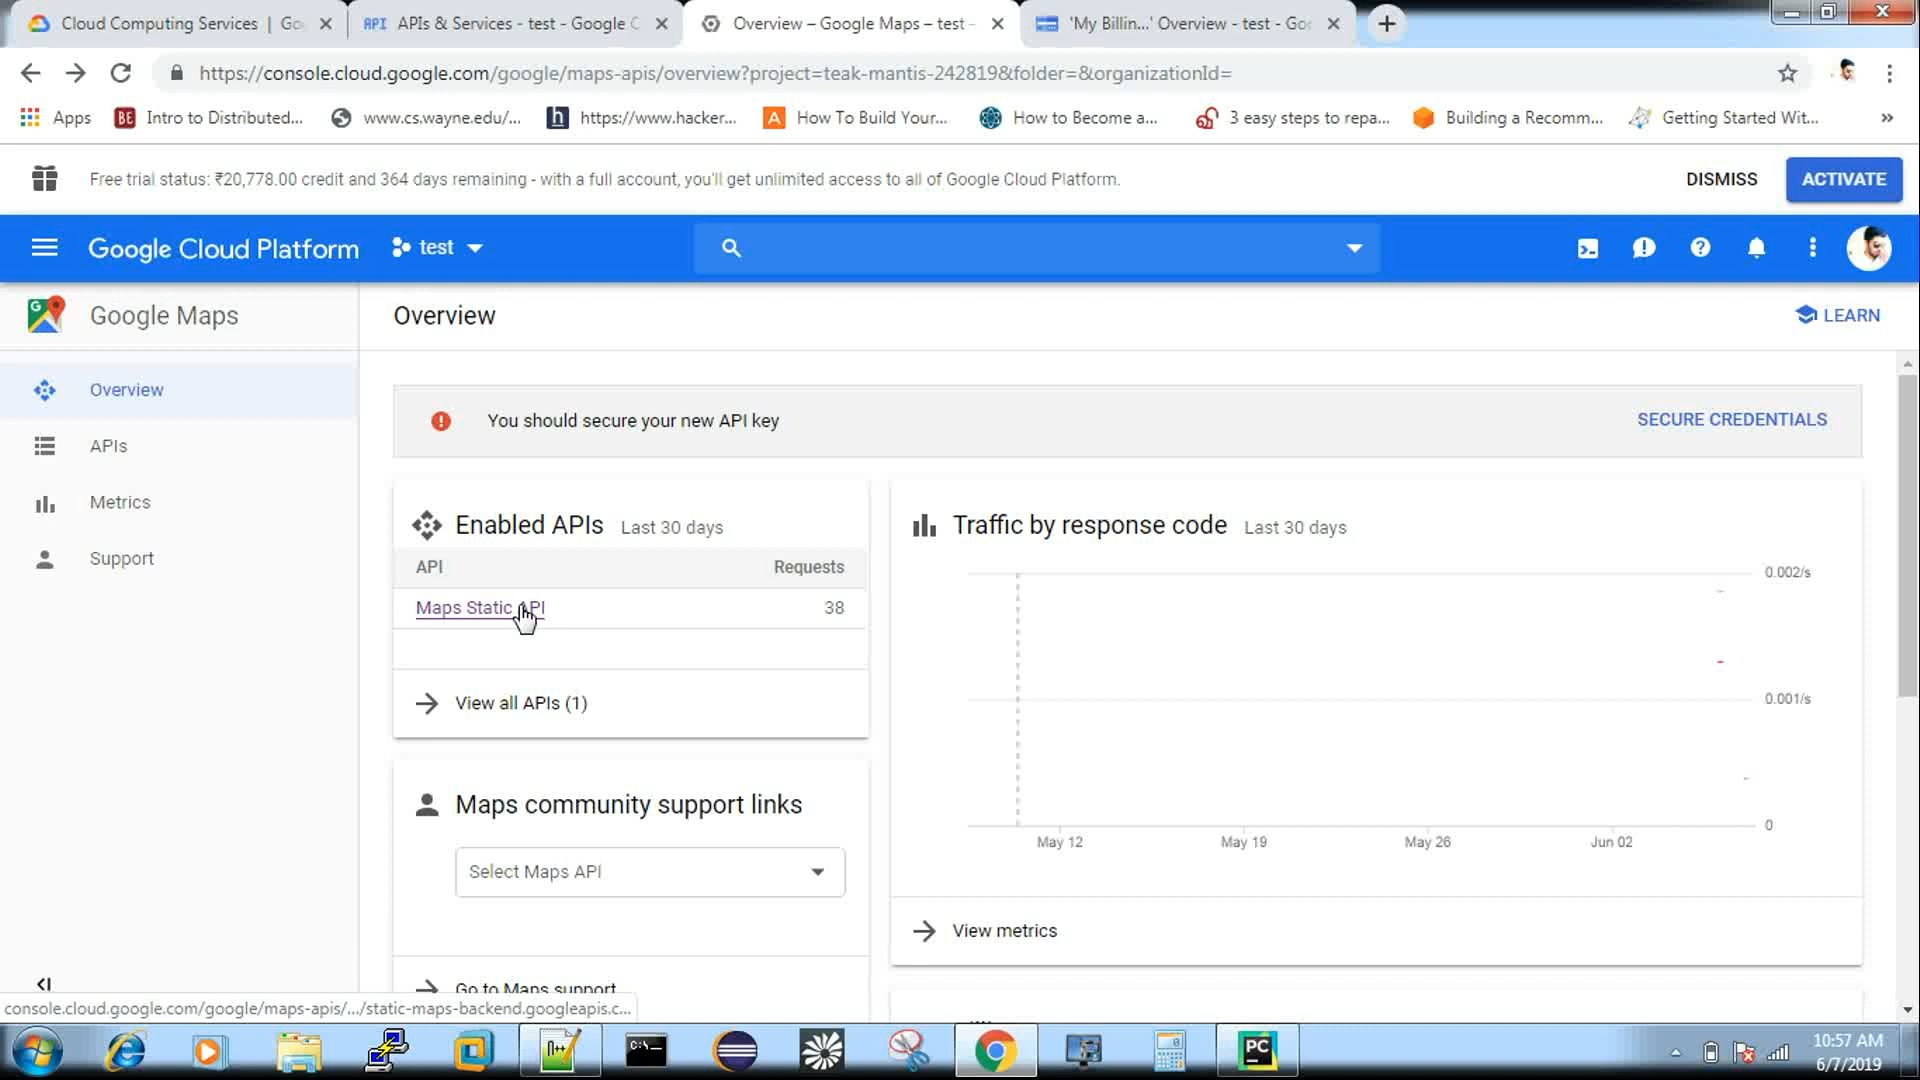 Cloud Computing Services | Go
APIs & Services - test - Google C
Overview – Google Maps – test -
'My Billin...' Overview - test - Go
https://console.cloud.google.com/google/maps-apis/overview?project=teak-mantis-242819&folder=&organizationId=
Apps
Intro to Distributed...
www.cs.wayne.edu/...
https://www.hacker...
How To Build Your...
How to Become a...
3 easy steps to repa...
Building a Recomm...
Getting Started Wit...
»
Free trial status: ₹20,778.00 credit and 364 days remaining - with a full account, you'll get unlimited access to all of Google Cloud Platform.
DISMISS
ACTIVATE
Google Cloud Platform
test
Google Maps
Overview
LEARN
Overview
APIs
Metrics
Support
You should secure your new API key
SECURE CREDENTIALS
Enabled APIs Last 30 days
API Requests
Maps Static API 38
View all APIs (1)
Maps community support links
Select Maps API
Go to Maps support
Traffic by response code Last 30 days
0.002/s
0.001/s
0
May 12 May 19 May 26 Jun 02
View metrics
console.cloud.google.com/google/maps-apis/.../static-maps-backend.googleapis.c...
10:57 AM
6/7/2019